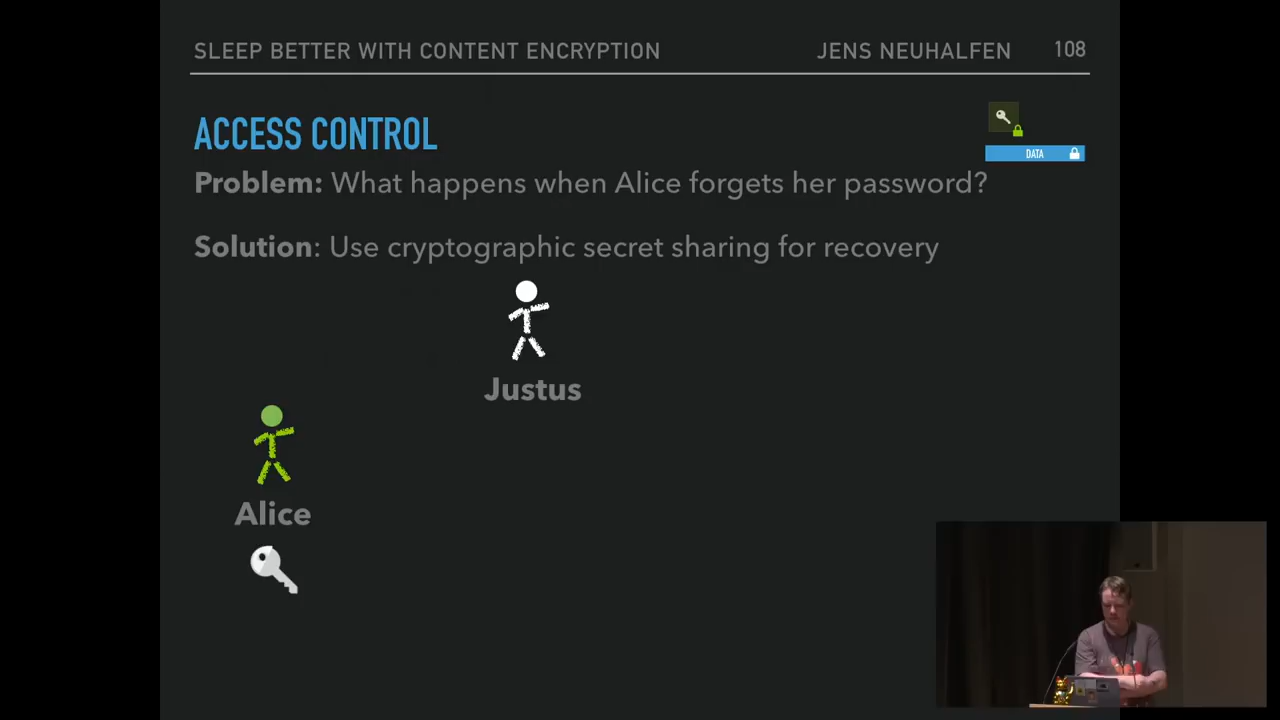 SLEEP BETTER WITH CONTENT ENCRYPTION JENS NEUHALFEN 108
ACCESS CONTROL
DATA
Problem: What happens when Alice forgets her password?
Solution: Use cryptographic secret sharing for recovery
Justus
Alice